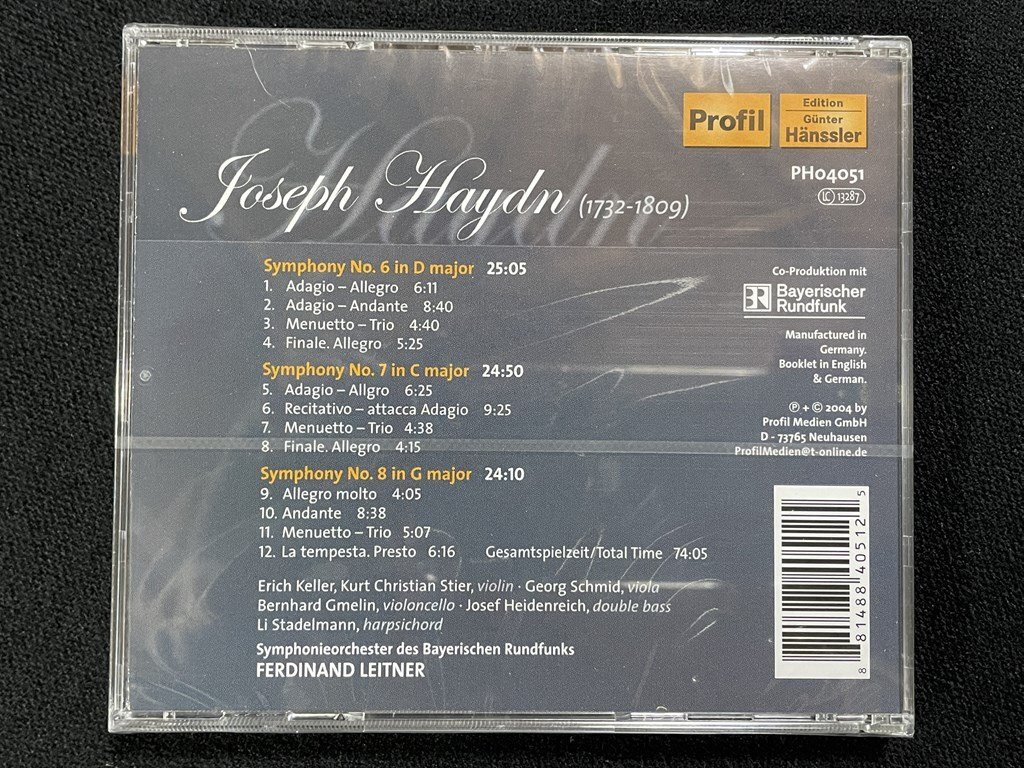 Profil
Edition
Günter
Hänssler
PH04051
LC 13287
Haydn
Joseph Haydn (1732-1809)
Symphony No. 6 in D major 25:05
1. Adagio – Allegro 6:11
2. Adagio – Andante 8:40
3. Menuetto – Trio 4:40
4. Finale. Allegro 5:25
Symphony No. 7 in C major 24:50
5. Adagio – Allgro 6:25
6. Recitativo – attacca Adagio 9:25
7. Menuetto – Trio 4:38
8. Finale. Allegro 4:15
Symphony No. 8 in G major 24:10
9. Allegro molto 4:05
10. Andante 8:38
11. Menuetto – Trio 5:07
12. La tempesta. Presto 6:16 Gesamtspielzeit/Total Time 74:05
Erich Keller, Kurt Christian Stier, violin · Georg Schmid, viola
Bernhard Gmelin, violoncello · Josef Heidenreich, double bass
Li Stadelmann, harpsichord
Symphonieorchester des Bayerischen Rundfunks
FERDINAND LEITNER
Co-Produktion mit
BR Bayerischer
Rundfunk
Manufactured in
Germany.
Booklet in English
& German.
℗ + © 2004 by
Profil Medien GmbH
D - 73765 Neuhausen
ProfilMedien@t-online.de
8 81488 40512 5